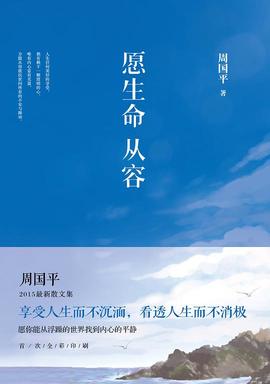 周国平 著
愿生命从容
周国平
2015最新散文集
享受人生而不沉湎，看透人生而不消极
愿你能从浮躁的世界找到内心的平静
首/次/全/彩/印/刷